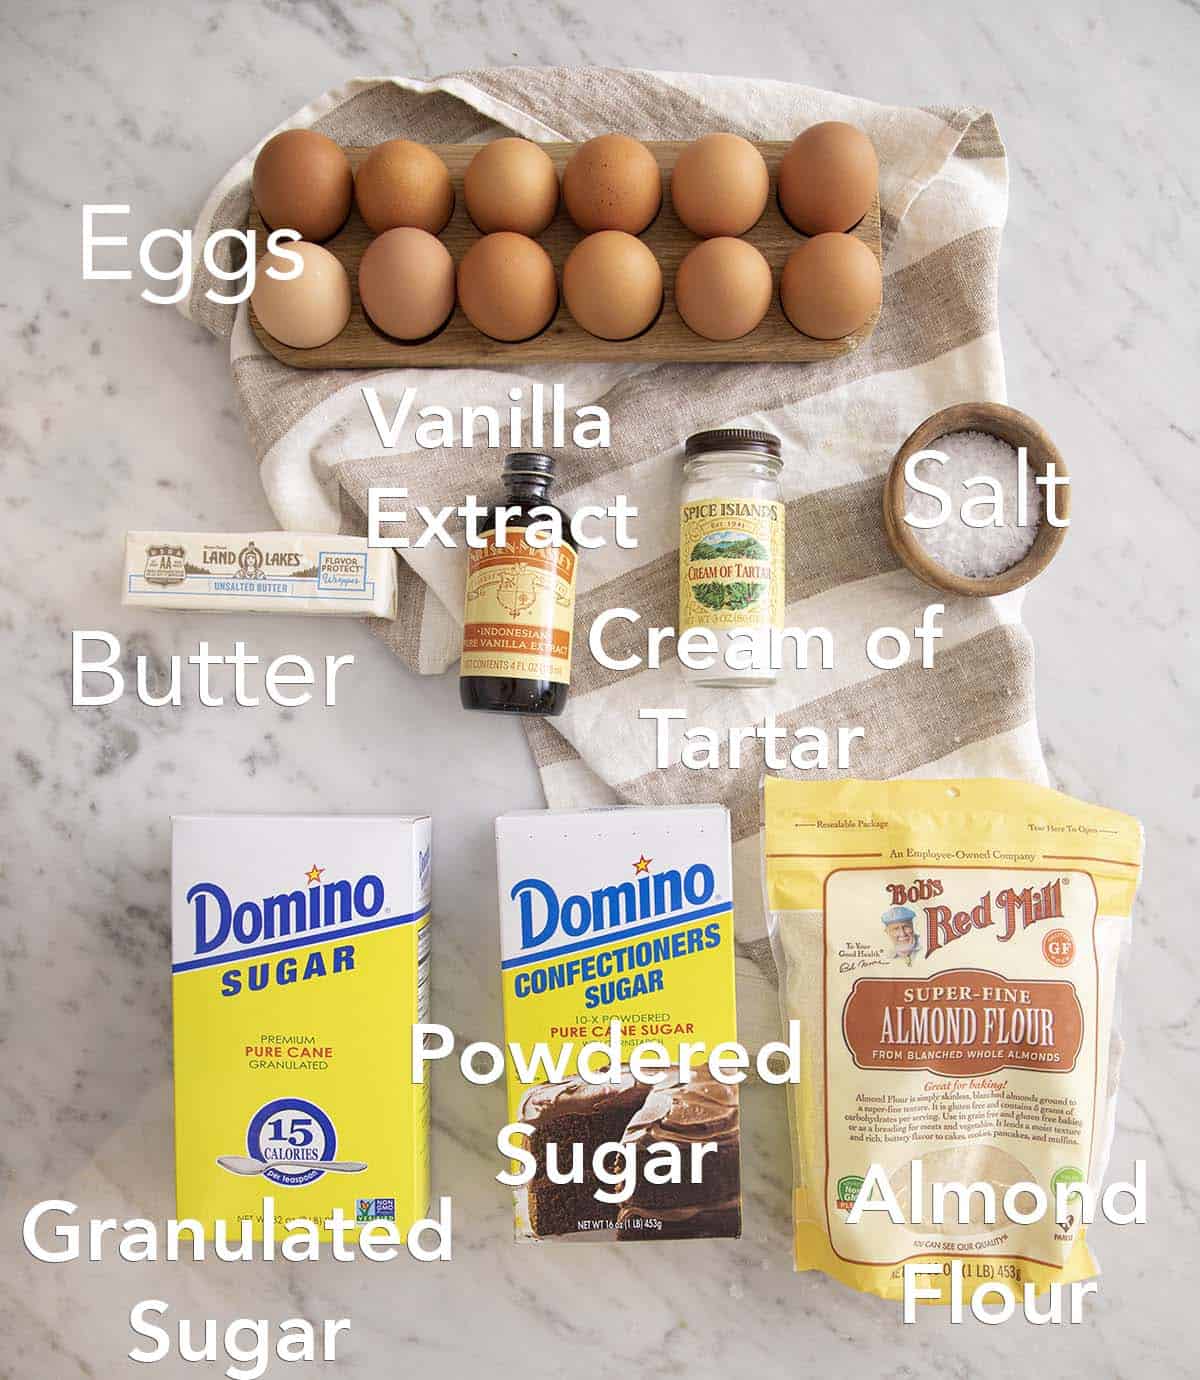 Eggs
Vanilla
Extract
Salt
Butter
Cream of
Tartar
LAND O LAKES
UNSALTED BUTTER
FLAVOR
PROTECT
Wrapper
AA
INDONESIAN
PURE VANILLA EXTRACT
NET CONTENTS 4 FL OZ
SPICE ISLANDS
EST. 1941
CREAM OF TARTAR
Domino
SUGAR
PREMIUM
PURE CANE
GRANULATED
15
CALORIES
per teaspoon
NON
GMO
Granulated
Sugar
Domino
CONFECTIONERS
SUGAR
10-X POWDERED
PURE CANE SUGAR
Powdered
Sugar
NET WT 16 oz (1 LB) 453g
Resealable Package
Tear Here To Open
An Employee-Owned Company
Bob's
Red Mill
To Your
Good Health
GF
SUPER-FINE
ALMOND FLOUR
FROM BLANCHED WHOLE ALMONDS
Great for baking!
Almond Flour is simply skinless, blanched almonds ground to
a super-fine texture. It is gluten free and contains 6 grams of
carbohydrates per serving. Use in grain free and gluten free baking
or as a breading for meats and vegetables. It lends a moist texture
and rich, buttery flavor to cakes, cookies, pancakes, and muffins.
YOU CAN SEE OUR QUALITY
(1 LB) 453g
Almond
Flour